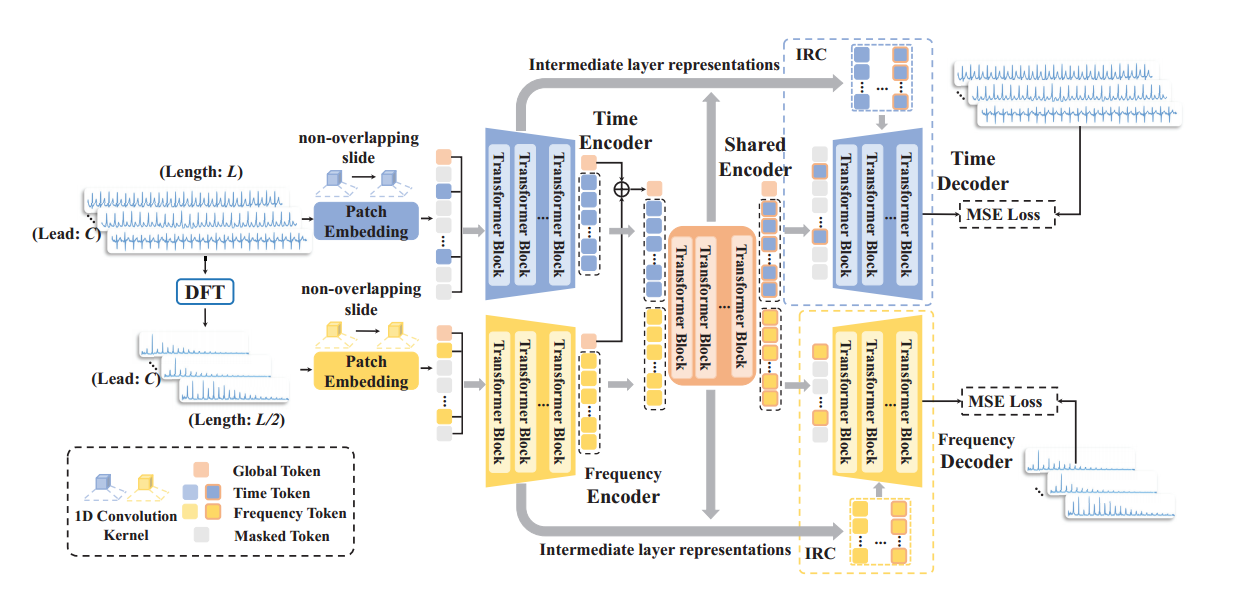 Intermediate layer representations
IRC
Time
Encoder
Shared
Encoder
non-overlapping
slide
(Length: L)
Patch
Embedding
(Lead: C)
Transformer Block
Transformer Block
...
Transformer Block
Transformer Block
Transformer Block
...
Transformer Block
Time
Decoder
MSE Loss
DFT
non-overlapping
slide
Transformer Block
Transformer Block
...
Transformer Block
Patch
Embedding
(Lead: C)
(Length: L/2)
Transformer Block
Transformer Block
...
Transformer Block
Transformer Block
Transformer Block
...
Transformer Block
MSE Loss
Frequency
Decoder
Frequency
Encoder
Intermediate layer representations
IRC
1D Convolution
Kernel
Global Token
Time Token
Frequency Token
Masked Token